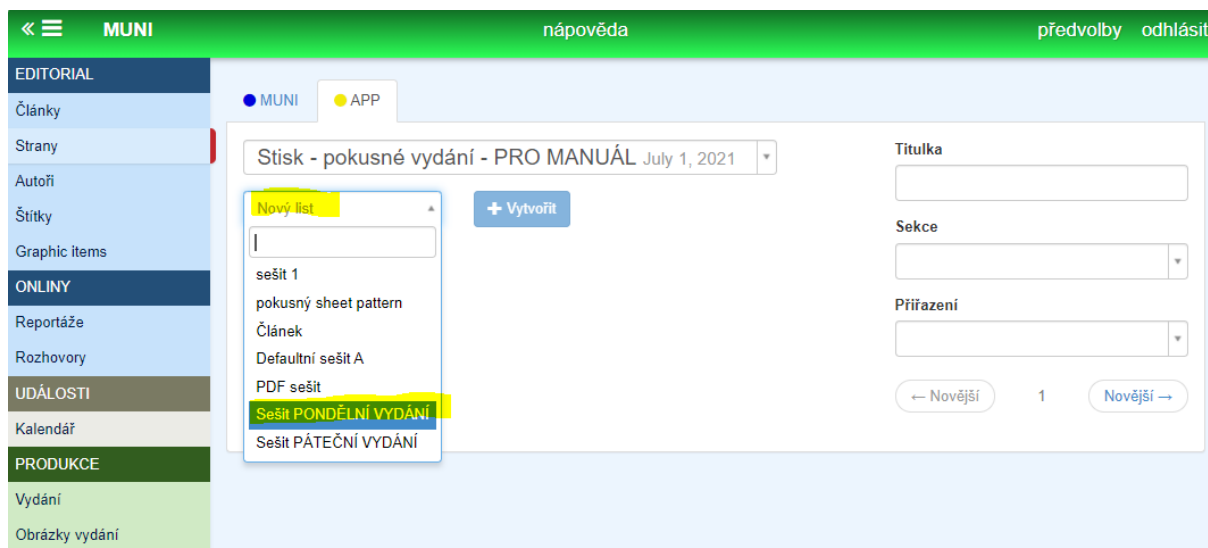 « MUNI nápověda předvolby odhlásit
EDITORIAL
Články
Strany
Autoři
Štítky
Graphic items
ONLINY
Reportáže
Rozhovory
UDÁLOSTI
Kalendář
PRODUKCE
Vydání
Obrázky vydání
MUNI APP
Stisk - pokusné vydání - PRO MANUÁL July 1, 2021
Nový list + Vytvořit
sešit 1
pokusný sheet pattern
Článek
Defaultní sešit A
PDF sešit
Sešit PONDĚLNÍ VYDÁNÍ
Sešit PÁTEČNÍ VYDÁNÍ
Titulka
Sekce
Přiřazení
← Novější 1 Novější →